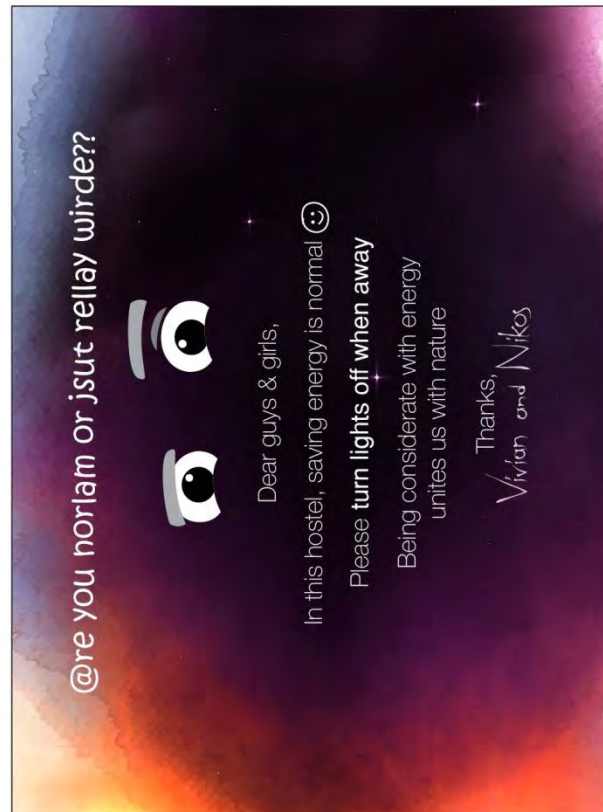 @re you norlam or jsut rellay wirde??
Dear guys & girls,
In this hostel, saving energy is normal ☺
Please turn lights off when away
Being considerate with energy
unites us with nature
Thanks,
Vivian and Nikos